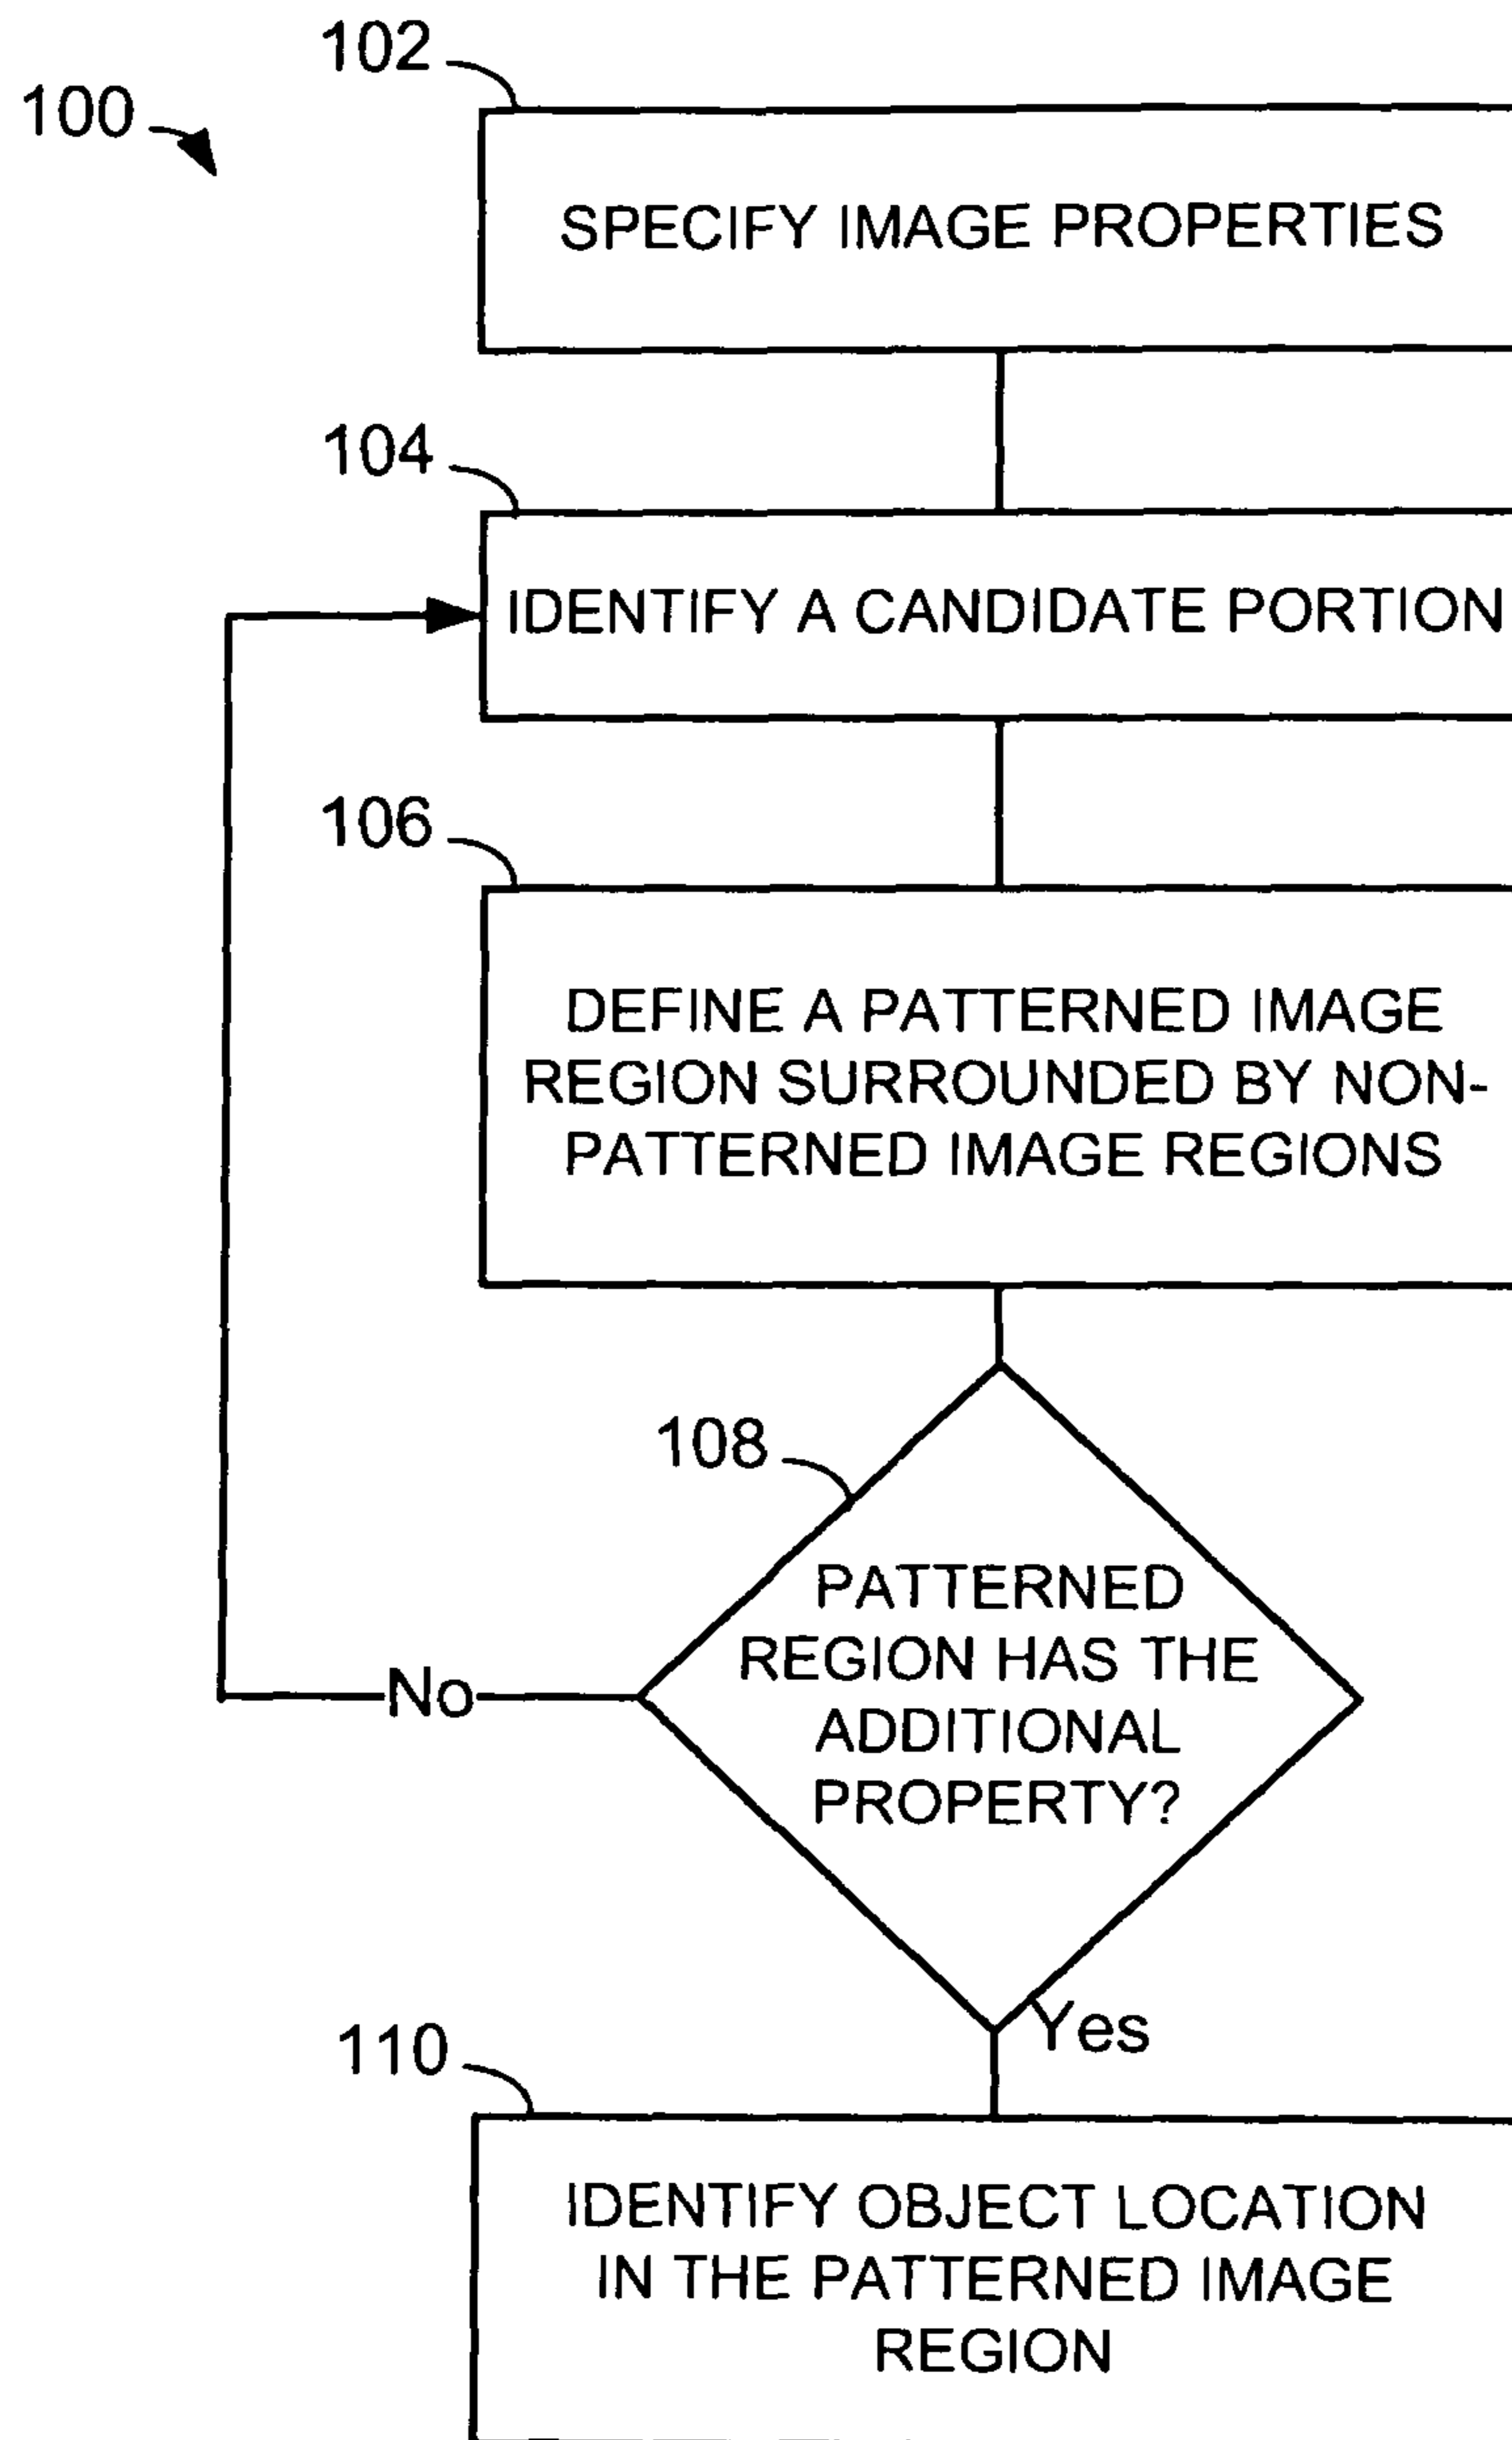 102
100
SPECIFY IMAGE PROPERTIES
104
IDENTIFY A CANDIDATE PORTION
106
DEFINE A PATTERNED IMAGE
REGION SURROUNDED BY NON-
PATTERNED IMAGE REGIONS
108
PATTERNED
REGION HAS THE
ADDITIONAL
PROPERTY?
No
Yes
110
IDENTIFY OBJECT LOCATION
IN THE PATTERNED IMAGE
REGION